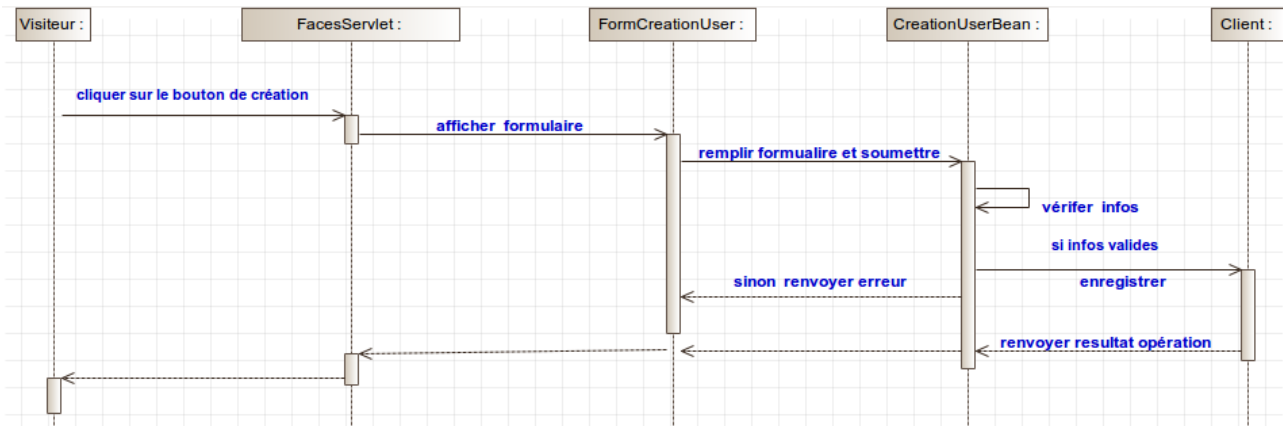 Visiteur :
FacesServlet :
FormCreationUser :
CreationUserBean :
Client :
cliquer sur le bouton de création
afficher formulaire
remplir formualire et soumettre
vérifer infos
si infos valides
enregistrer
sinon renvoyer erreur
renvoyer resultat opération